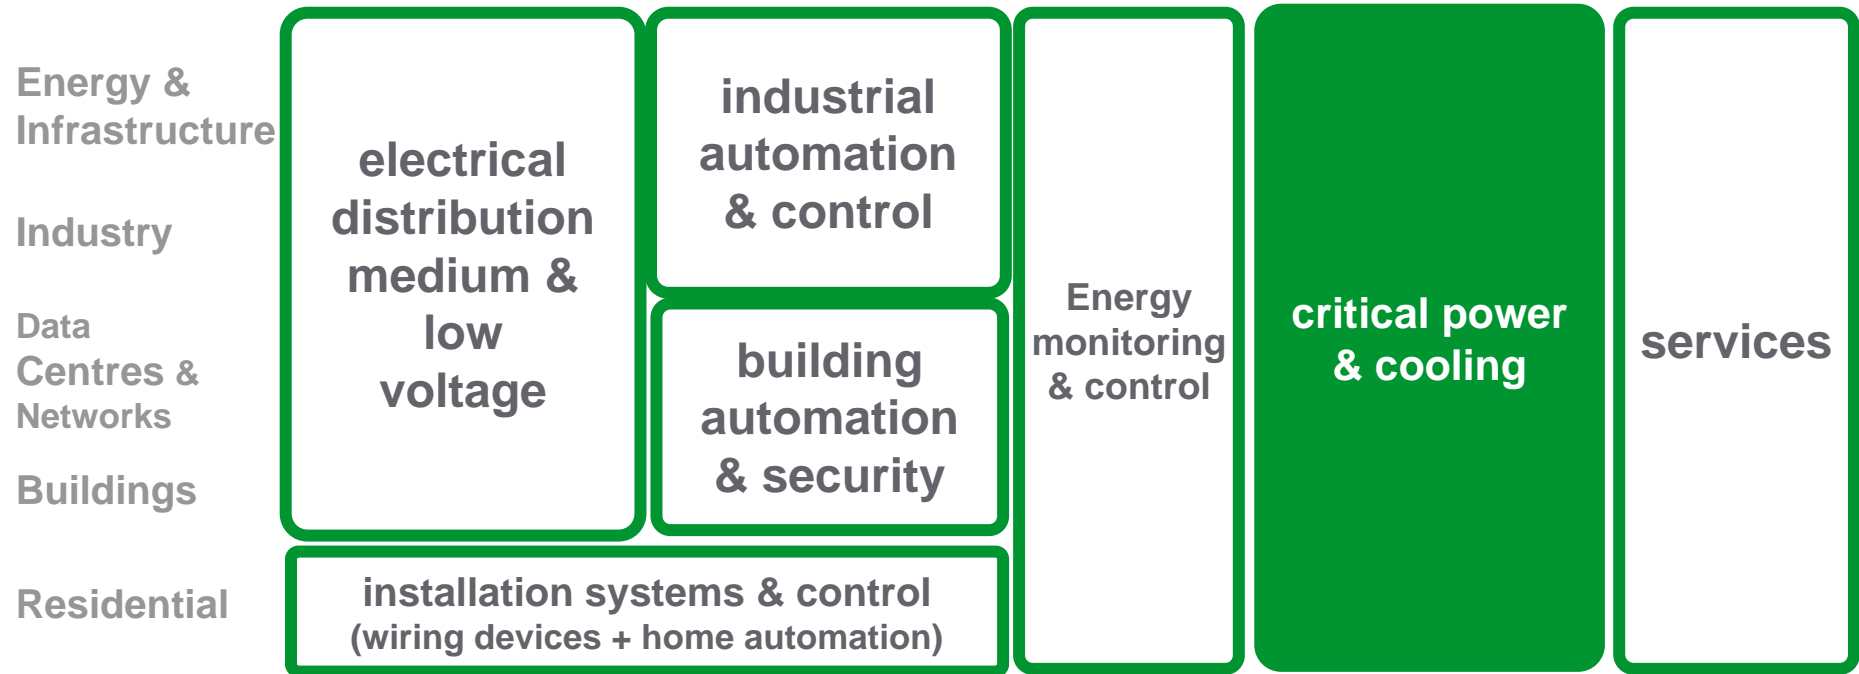 Energy &
Infrastructure
Industry
Data
Centres &
Networks
Buildings
Residential
electrical
distribution
medium &
low
voltage
industrial
automation
& control
building
automation
& security
installation systems & control
(wiring devices + home automation)
Energy
monitoring
& control
critical power
& cooling
services